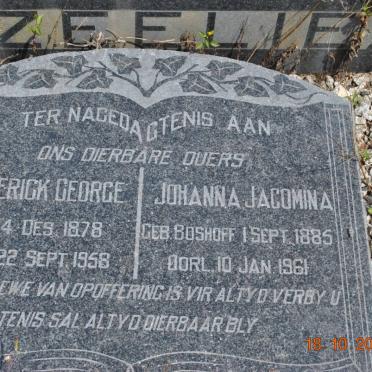 ZEELIE
TER NAGEDAGTENIS AAN
ONS DIERBARE OUERS
ERICK GEORGE
4 DES. 1878
22 SEPT. 1958
JOHANNA JACOMINA
GEB. BOSHOFF 1 SEPT. 1885
OORL. 10 JAN. 1961
EWE VAN OPOFFERING IS VIR ALTYD VERBY U
TENIS SAL ALTYD DIERBAAR BLY
18-10-20